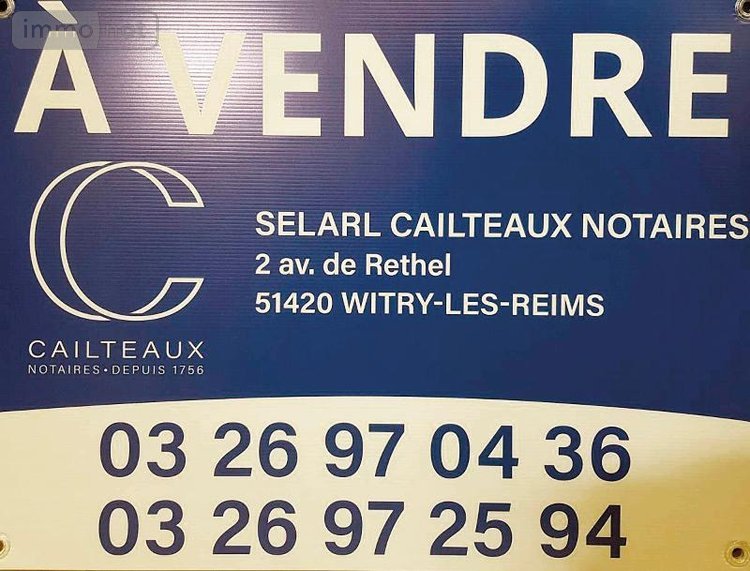 À VENDRE
SELARL CAILTEAUX NOTAIRES
2 av. de Rethel
51420 WITRY-LES-REIMS
CAILTEAUX
NOTAIRES • DEPUIS 1756
03 26 97 04 36
03 26 97 25 94